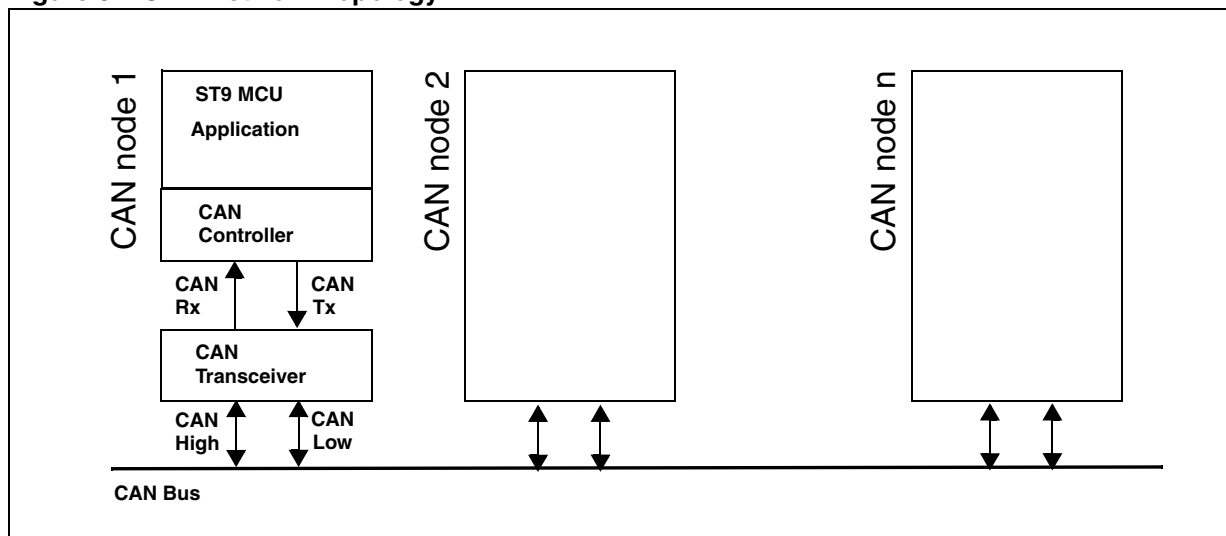 CAN node 1
ST9 MCU
Application
CAN
Controller
CAN
Rx
CAN
Tx
CAN
Transceiver
CAN
High
CAN
Low
CAN node 2
CAN node n
CAN Bus